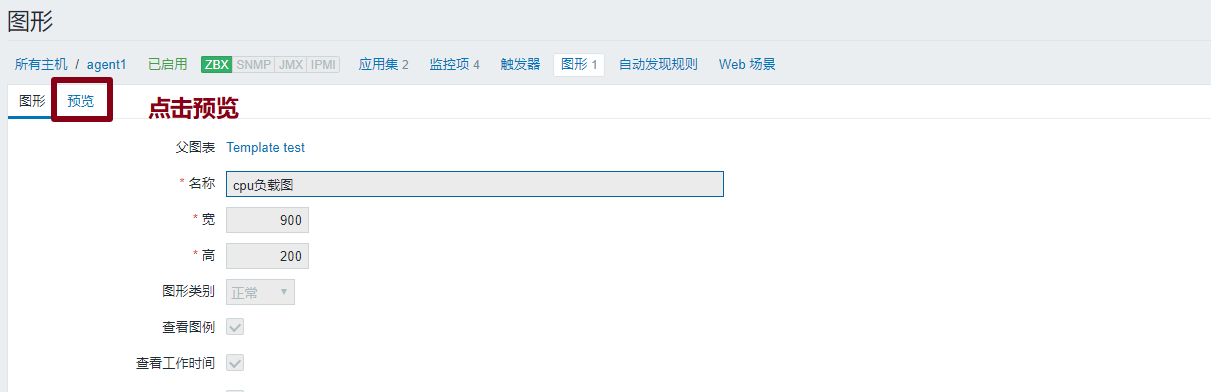 图形
所有主机 / agent1 已启用 ZBX SNMP JMX IPMI 应用集 2 监控项 4 触发器 图形 1 自动发现规则 Web 场景
图形 预览 点击预览
父图表 Template test
* 名称 cpu负载图
* 宽 900
* 高 200
图形类别 正常
查看图例
查看工作时间